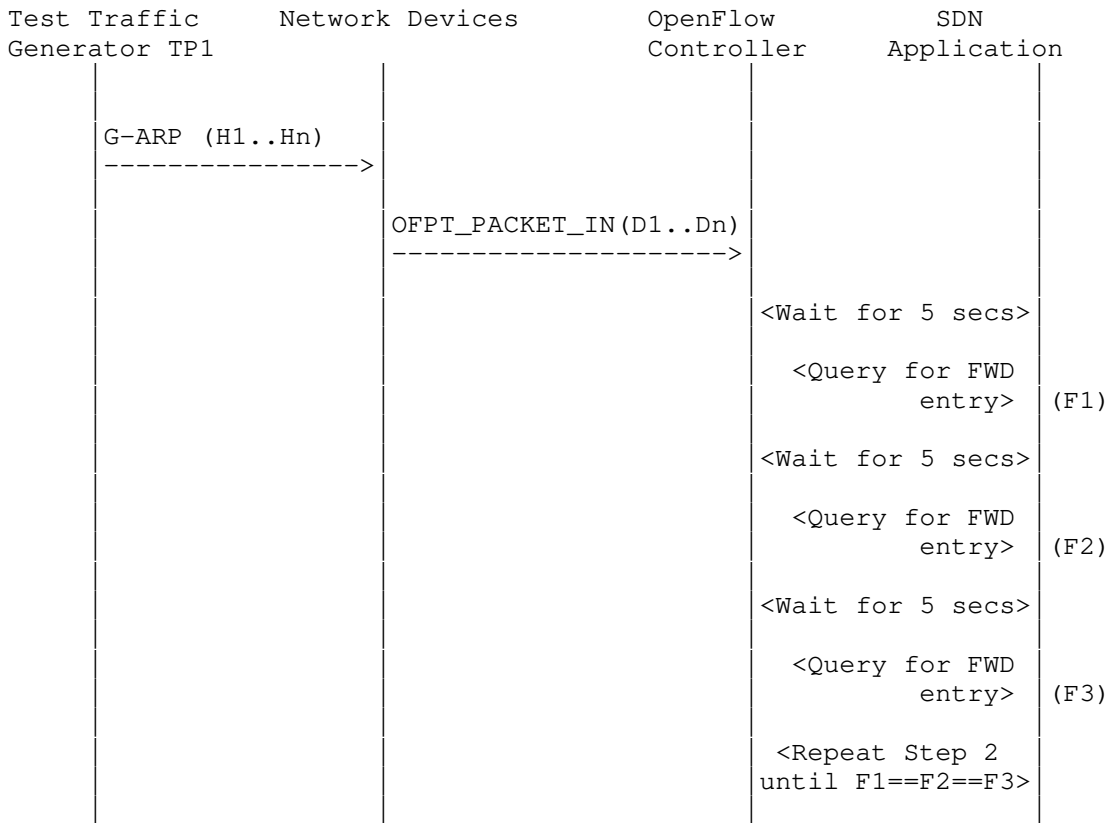 Test Traffic Network Devices OpenFlow SDN
Generator TP1 Controller Application
G-ARP (H1..Hn)
---------------->
OFPT_PACKET_IN(D1..Dn)
--------------------->
<Wait for 5 secs>
<Query for FWD
entry> (F1)
<Wait for 5 secs>
<Query for FWD
entry> (F2)
<Wait for 5 secs>
<Query for FWD
entry> (F3)
<Repeat Step 2
until F1==F2==F3>